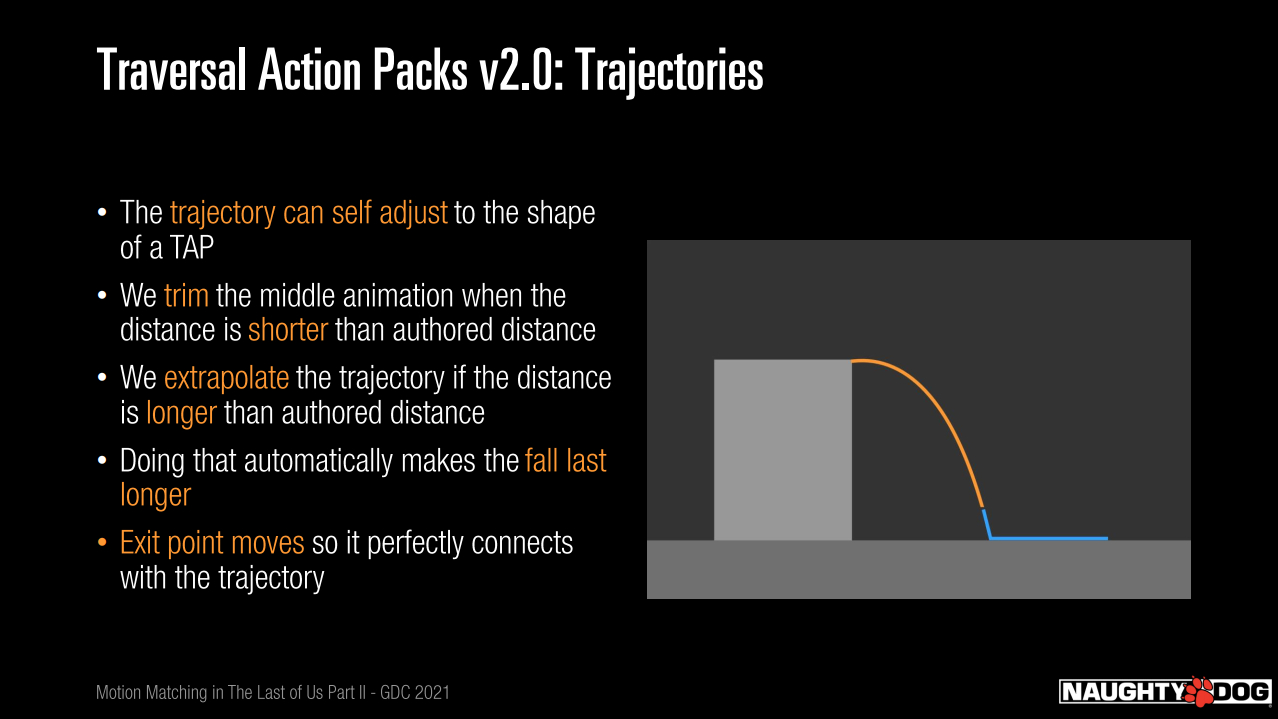 Traversal Action Packs v2.0: Trajectories
• The trajectory can self adjust to the shape
of a TAP
• We trim the middle animation when the
distance is shorter than authored distance
• We extrapolate the trajectory if the distance
is longer than authored distance
• Doing that automatically makes the fall last
longer
• Exit point moves so it perfectly connects
with the trajectory
Motion Matching in The Last of Us Part II - GDC 2021
NAUGHTY DOG